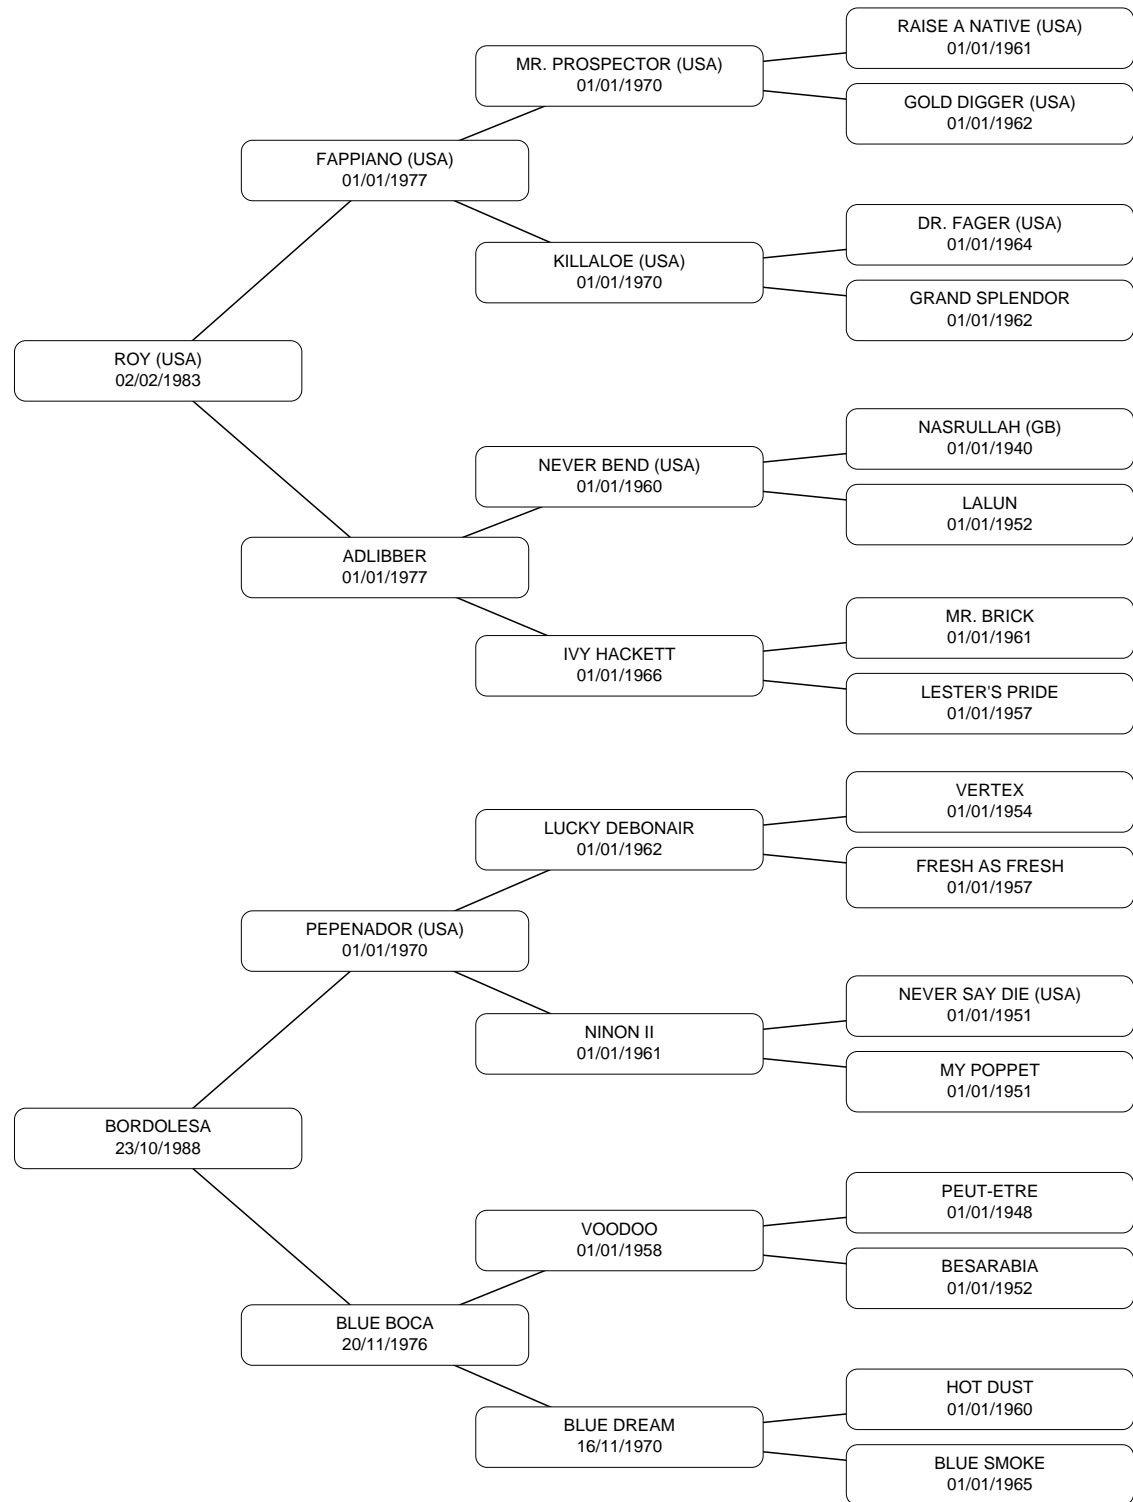 RAISE A NATIVE (USA)
01/01/1961
MR. PROSPECTOR (USA)
01/01/1970
GOLD DIGGER (USA)
01/01/1962
FAPPIANO (USA)
01/01/1977
DR. FAGER (USA)
01/01/1964
KILLALOE (USA)
01/01/1970
GRAND SPLENDOR
01/01/1962
ROY (USA)
02/02/1983
NASRULLAH (GB)
01/01/1940
NEVER BEND (USA)
01/01/1960
LALUN
01/01/1952
ADLIBBER
01/01/1977
MR. BRICK
01/01/1961
IVY HACKETT
01/01/1966
LESTER'S PRIDE
01/01/1957
VERTEX
01/01/1954
LUCKY DEBONAIR
01/01/1962
FRESH AS FRESH
01/01/1957
PEPENADOR (USA)
01/01/1970
NEVER SAY DIE (USA)
01/01/1951
NINON II
01/01/1961
MY POPPET
01/01/1951
BORDOLESA
23/10/1988
PEUT-ETRE
01/01/1948
VOODOO
01/01/1958
BESARABIA
01/01/1952
BLUE BOCA
20/11/1976
HOT DUST
01/01/1960
BLUE DREAM
16/11/1970
BLUE SMOKE
01/01/1965